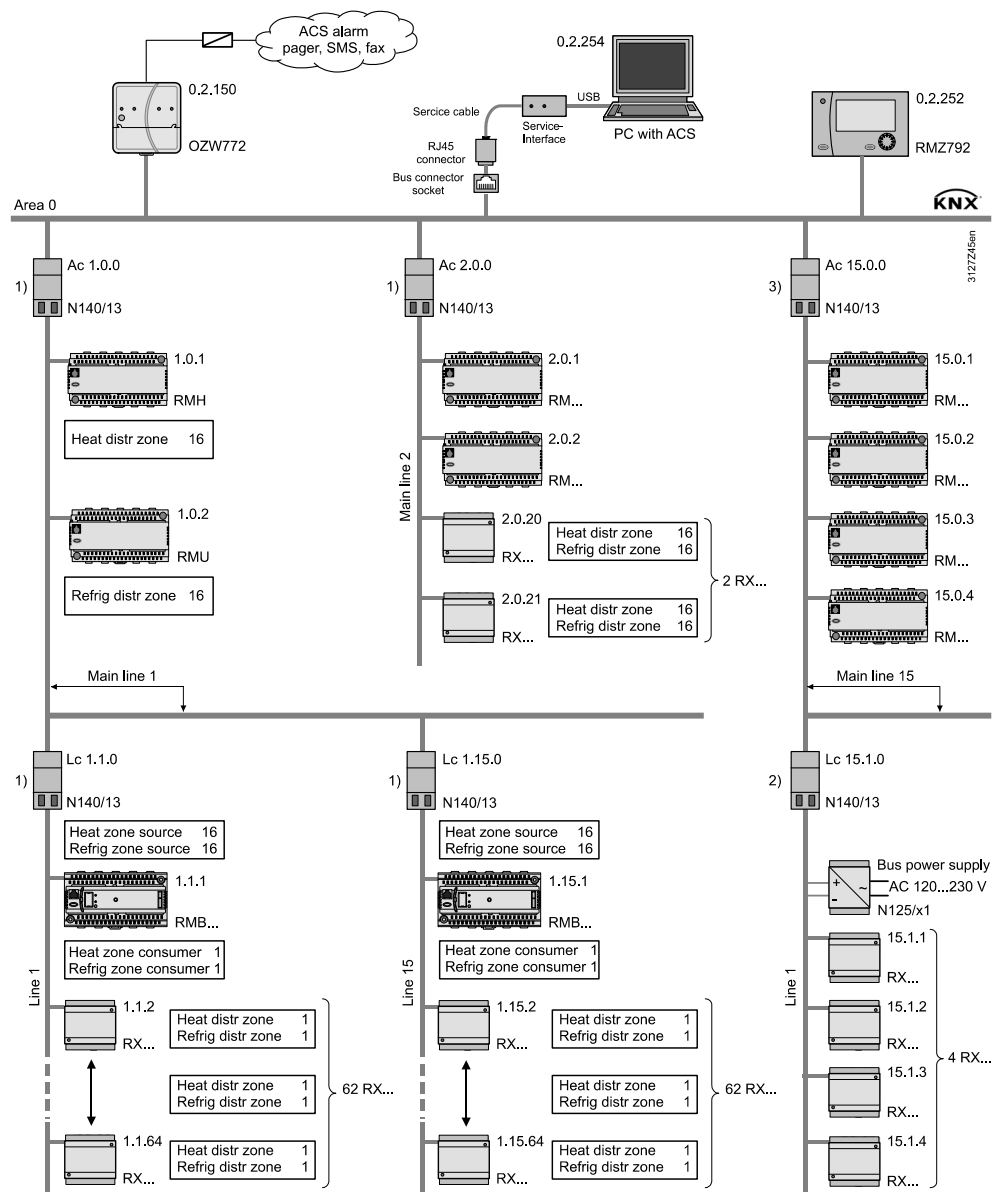 ACS alarm
pager, SMS, fax
0.2.150
OZW772
0.2.254
USB
Sercice cable
Service-
Interface
PC with ACS
RJ45
connector
Bus connector
socket
0.2.252
RMZ792
Area 0
KNX
3127Z45en
Ac 1.0.0
1)
N140/13
Ac 2.0.0
1)
N140/13
Ac 15.0.0
3)
N140/13
1.0.1
RMH
Heat distr zone 16
1.0.2
RMU
Refrig distr zone 16
Main line 2
2.0.1
RM...
2.0.2
RM...
2.0.20
RX...
Heat distr zone 16
Refrig distr zone 16
2.0.21
RX...
Heat distr zone 16
Refrig distr zone 16
2 RX...
15.0.1
RM...
15.0.2
RM...
15.0.3
RM...
15.0.4
RM...
Main line 1
Main line 15
Lc 1.1.0
1)
N140/13
Heat zone source 16
Refrig zone source 16
1.1.1
RMB...
Heat zone consumer 1
Refrig zone consumer 1
Line 1
1.1.2
RX...
Heat distr zone 1
Refrig distr zone 1
Heat distr zone 1
Refrig distr zone 1
62 RX...
1.1.64
RX...
Heat distr zone 1
Refrig distr zone 1
Lc 1.15.0
1)
N140/13
Heat zone source 16
Refrig zone source 16
1.15.1
RMB...
Heat zone consumer 1
Refrig zone consumer 1
Line 15
1.15.2
RX...
Heat distr zone 1
Refrig distr zone 1
Heat distr zone 1
Refrig distr zone 1
62 RX...
1.15.64
RX...
Heat distr zone 1
Refrig distr zone 1
Lc 15.1.0
2)
N140/13
Bus power supply
+
-
~
AC 120...230 V
N125/x1
Line 1
15.1.1
RX...
15.1.2
RX...
15.1.3
RX...
15.1.4
RX...
4 RX...